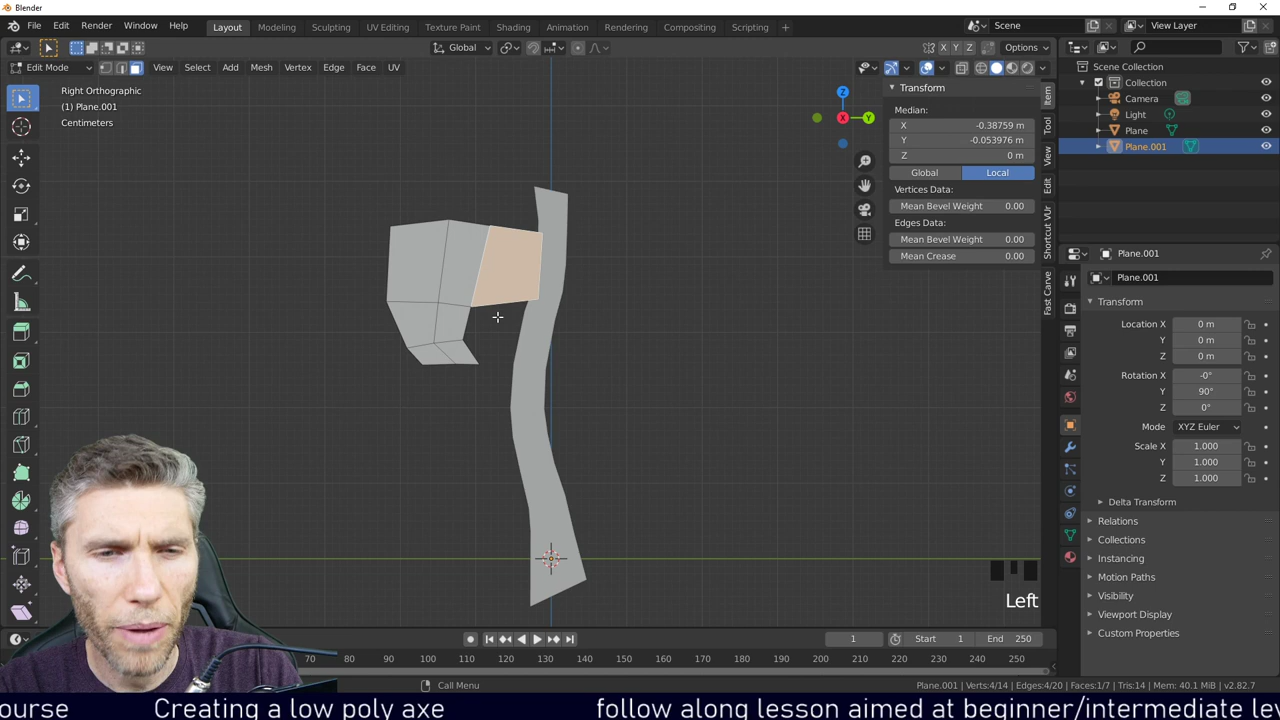 Blender
File Edit Render Window Help
Layout Modeling Sculpting UV Editing Texture Paint Shading Animation Rendering Compositing Scripting +
Scene
View Layer
Global
X Y Z Options
Edit Mode View Select Add Mesh Vertex Edge Face UV
Right Orthographic
(1) Plane.001
Centimeters
Z
X
Y
Transform
Median:
X -0.38759 m
Y -0.053976 m
Z 0 m
Global Local
Vertices Data:
Mean Bevel Weight 0.00
Edges Data:
Mean Bevel Weight 0.00
Mean Crease 0.00
Item
Tool
View
Edit
Shortcut VUr
Fast Carve
Scene Collection
Collection
Camera
Light
Plane
Plane.001
Plane.001
Plane.001
Transform
Location X 0 m
Y 0 m
Z 0 m
Rotation X -0°
Y 90°
Z 0°
Mode XYZ Euler
Scale X 1.000
Y 1.000
Z 1.000
Delta Transform
Relations
Collections
Instancing
Motion Paths
Visibility
Viewport Display
Custom Properties
Left
1 Start 1 End 250
70 80 90 100 110 120 130 140 150 160 170 180 190 200 210 220 230 240 250
Call Menu
Plane.001 | Verts:4/14 | Edges:4/20 | Faces:1/7 | Tris:14 | Mem: 40.1 MiB | v2.82.7
ourse Creating a low poly axe follow along lesson aimed at beginner/intermediate le